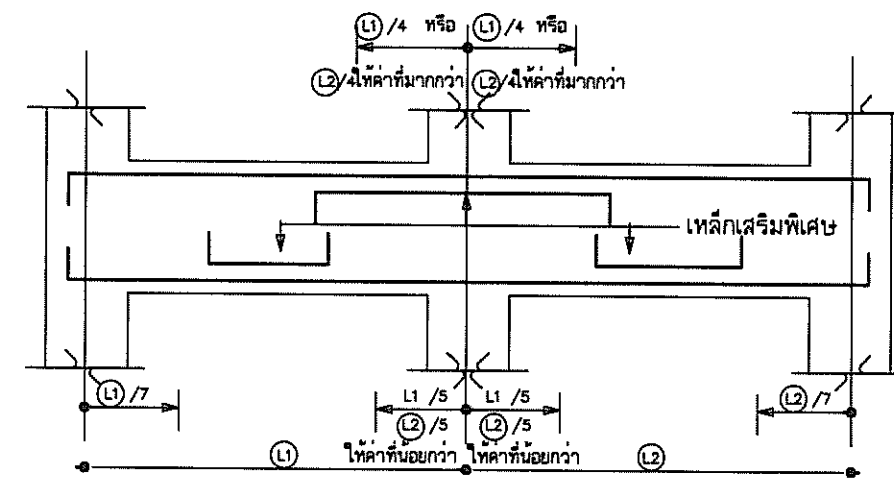 L1 /4 หรือ L1 /4 หรือ
L2/4ให้ค่าที่มากกว่า L2/4ให้ค่าที่มากกว่า
เหล็กเสริมพิเศษ
L1 /7 L1 /5 L1 /5 L2 /7
L2 /5 L2 /5
ให้ค่าที่น้อยกว่า ให้ค่าที่น้อยกว่า
L1 L2